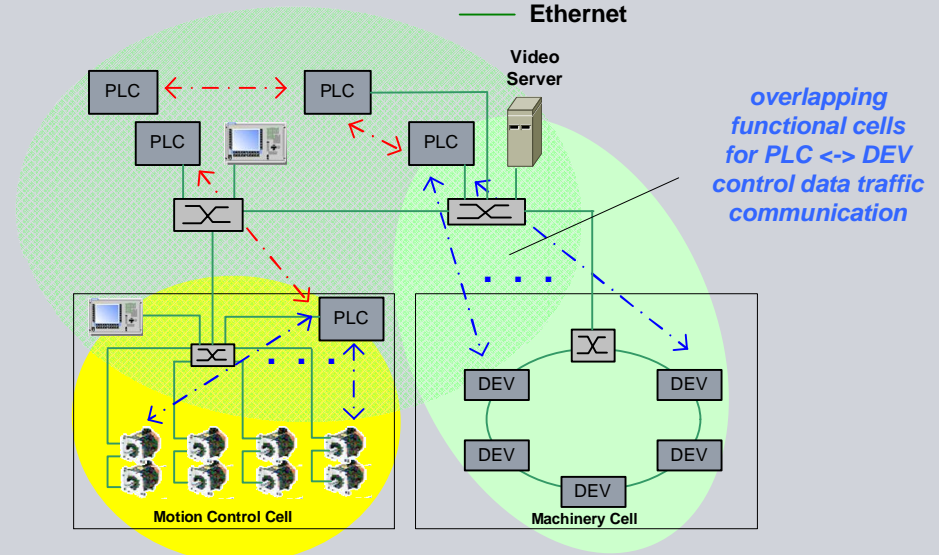 Ethernet
Video
Server
PLC
PLC
PLC
PLC
overlapping
functional cells
for PLC <-> DEV
control data traffic
communication
. . .
PLC
. . .
DEV
DEV
DEV
DEV
DEV
Motion Control Cell
Machinery Cell